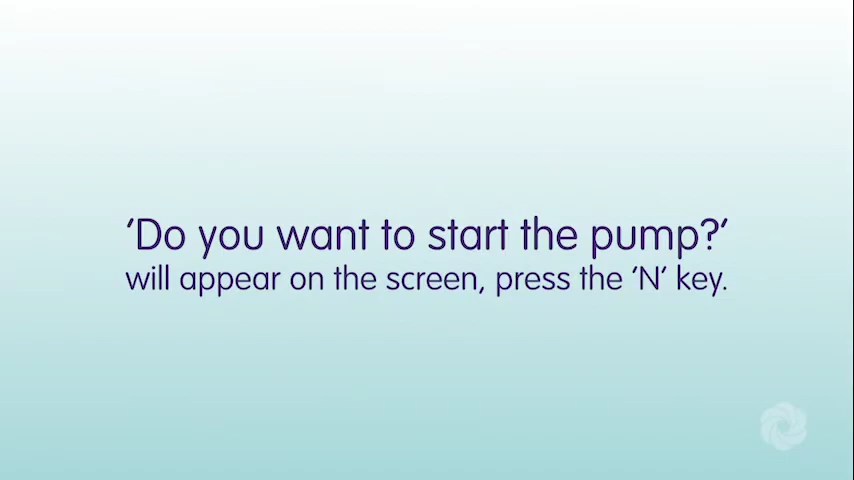 ‘Do you want to start the pump?’
will appear on the screen, press the ‘N’ key.